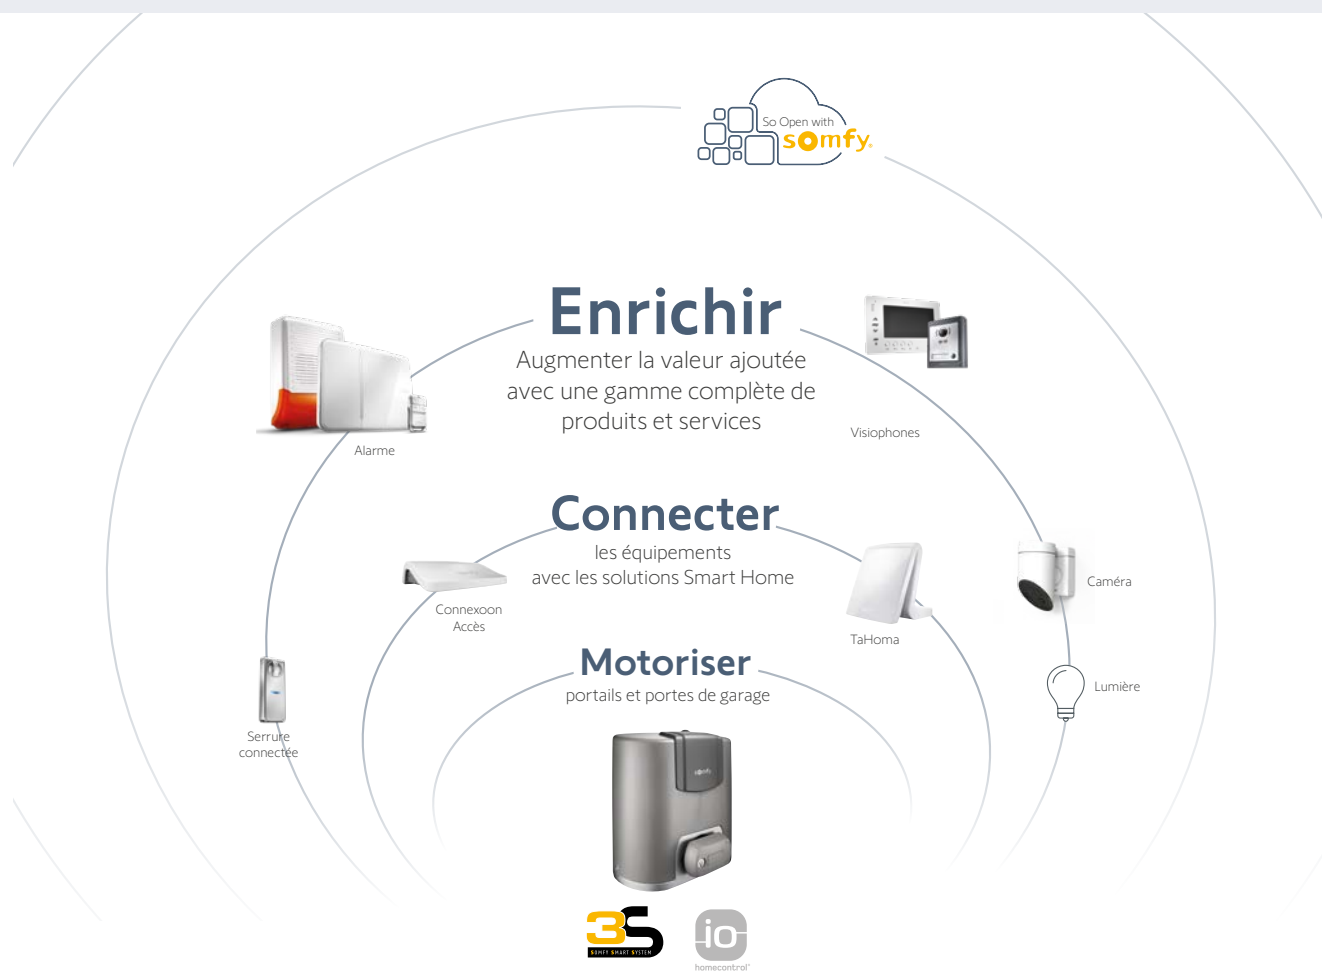 So Open with
somfy.
Enrichir
Augmenter la valeur ajoutée
avec une gamme complète de
produits et services
Alarme
Visiophones
Connecter
les équipements
avec les solutions Smart Home
Connexoon
Accès
TaHoma
Caméra
Motoriser
portails et portes de garage
Lumière
Serrure
connectée
somfy
3S
SOMFY SMART SYSTEM
io
homecontrol